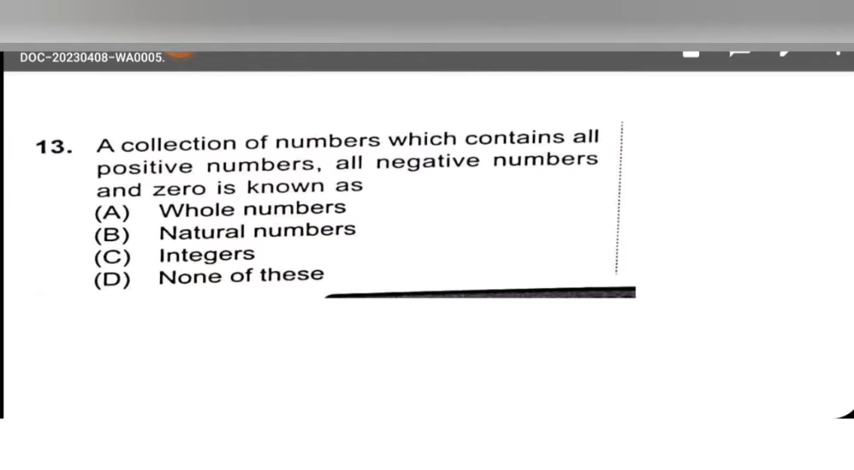 DOC-20230408-WA0005.
13. A collection of numbers which contains all
positive numbers, all negative numbers
and zero is known as
(A) Whole numbers
(B) Natural numbers
(C) Integers
(D) None of these